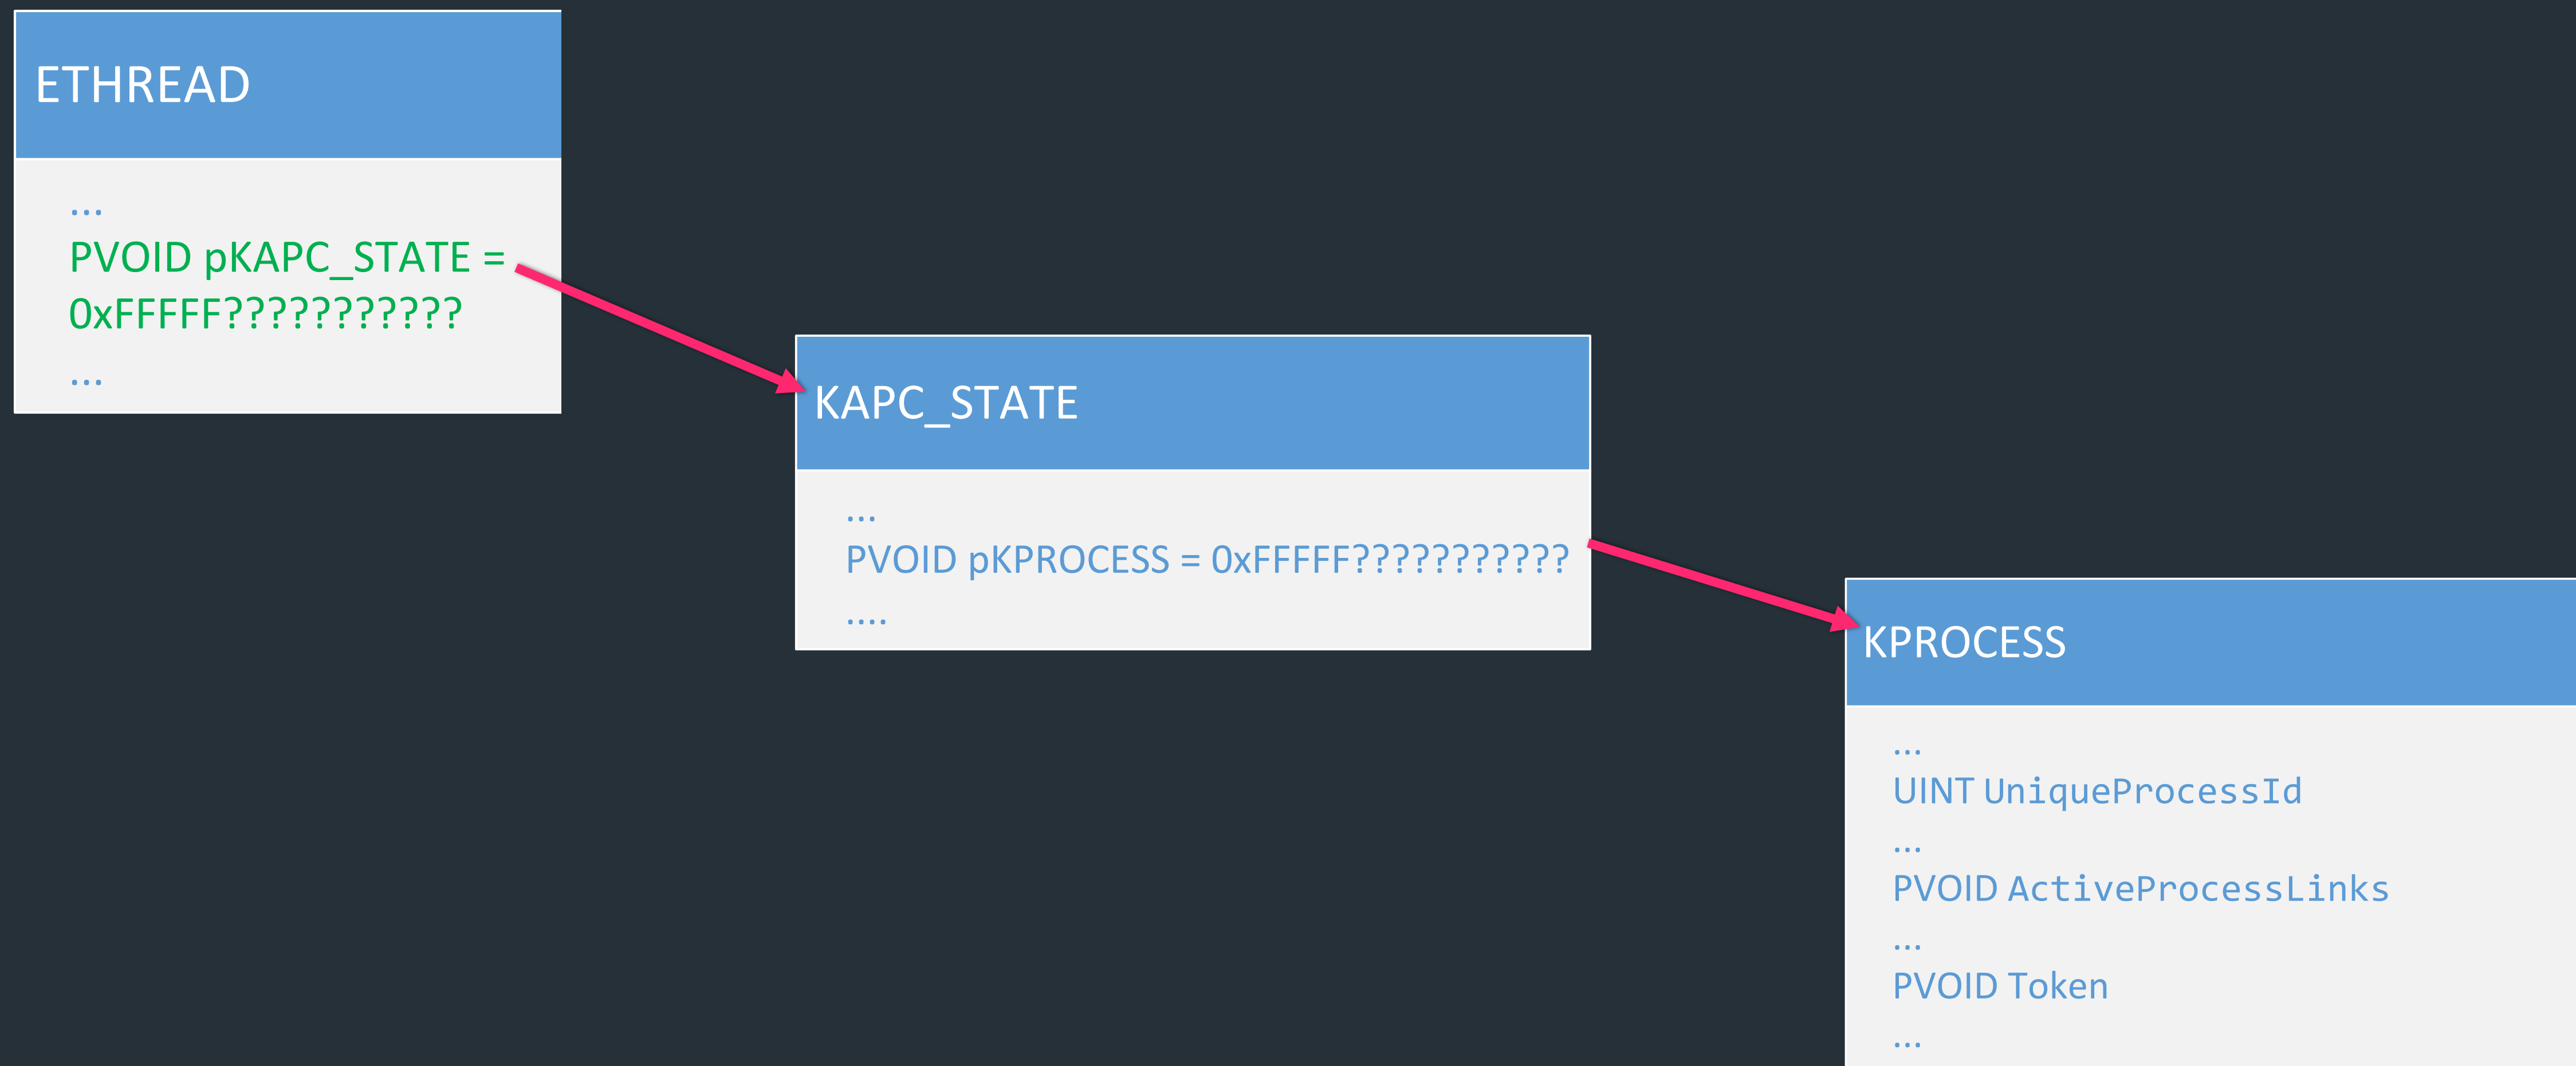 ETHREAD
...
PVOID pKAPC_STATE =
0xFFFFF???????????
...
KAPC_STATE
...
PVOID pKPROCESS = 0xFFFFF???????????
....
KPROCESS
...
UINT UniqueProcessId
...
PVOID ActiveProcessLinks
...
PVOID Token
...